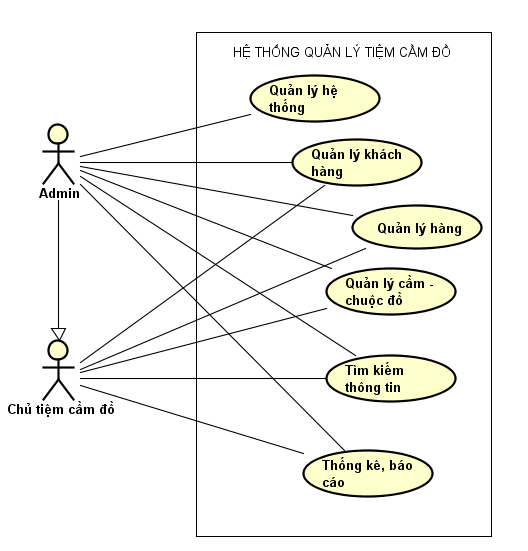 HỆ THỐNG QUẢN LÝ TIỆM CẦM ĐỒ
Quản lý hệ
thống
Quản lý khách
hàng
Admin
Quản lý hàng
Quản lý cầm -
chuộc đồ
Tìm kiếm
thông tin
Chủ tiệm cầm đồ
Thống kê, báo
cáo